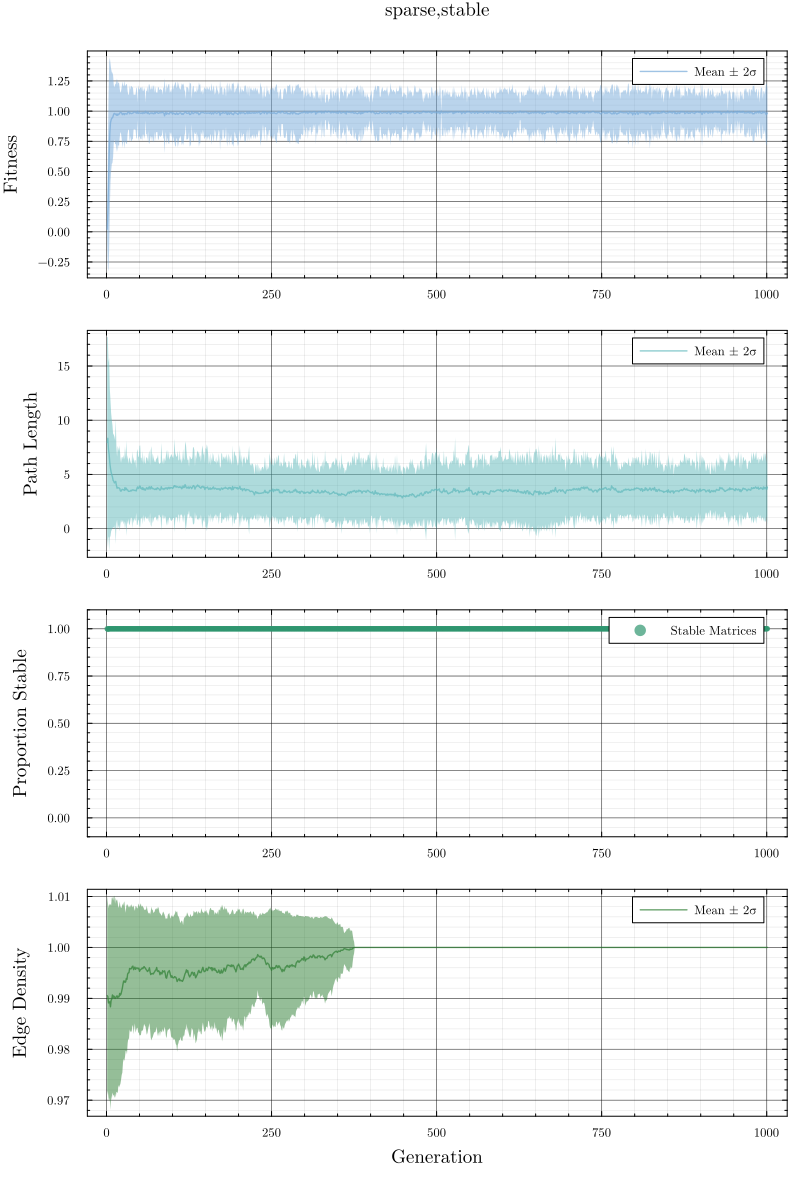 sparse,stable
Fitness
1.25
1.00
0.75
0.50
0.25
0.00
−0.25
Mean ± 2σ
0 250 500 750 1000
Path Length
15
10
5
0
Mean ± 2σ
0 250 500 750 1000
Proportion Stable
1.00
0.75
0.50
0.25
0.00
Stable Matrices
0 250 500 750 1000
Edge Density
1.01
1.00
0.99
0.98
0.97
Mean ± 2σ
0 250 500 750 1000
Generation